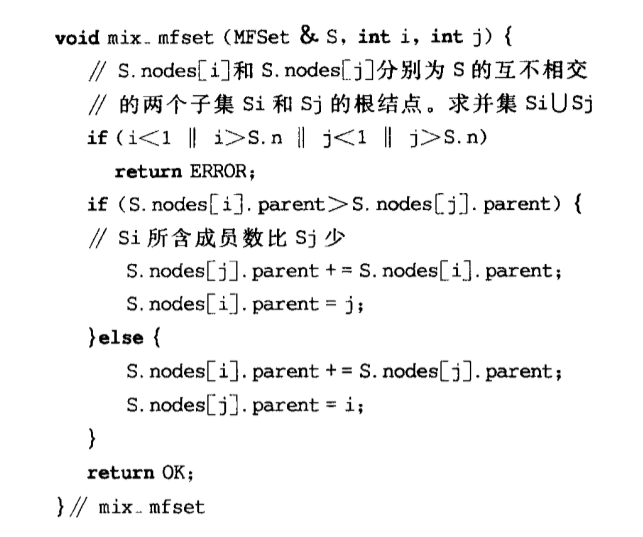 void mix_mfset (MFSet & S, int i, int j) {
// S.nodes[i]和 S.nodes[j]分别为 S 的互不相交
// 的两个子集 Si 和 Sj 的根结点。求并集 Si∪Sj
if (i<1 || i>S.n || j<1 || j>S.n)
return ERROR;
if (S.nodes[i].parent>S.nodes[j].parent) {
// Si 所含成员数比 Sj 少
S.nodes[j].parent += S.nodes[i].parent;
S.nodes[i].parent = j;
}else {
S.nodes[i].parent += S.nodes[j].parent;
S.nodes[j].parent = i;
}
return OK;
}// mix_mfset